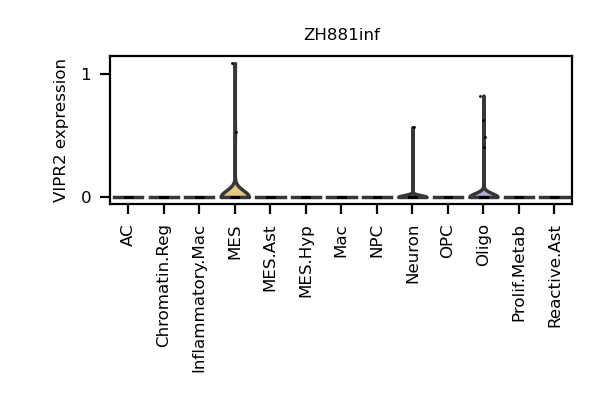 ZH881inf
VIPR2 expression
1
0
AC
Chromatin.Reg
Inflammatory.Mac
MES
MES.Ast
MES.Hyp
Mac
NPC
Neuron
OPC
Oligo
Prolif.Metab
Reactive.Ast